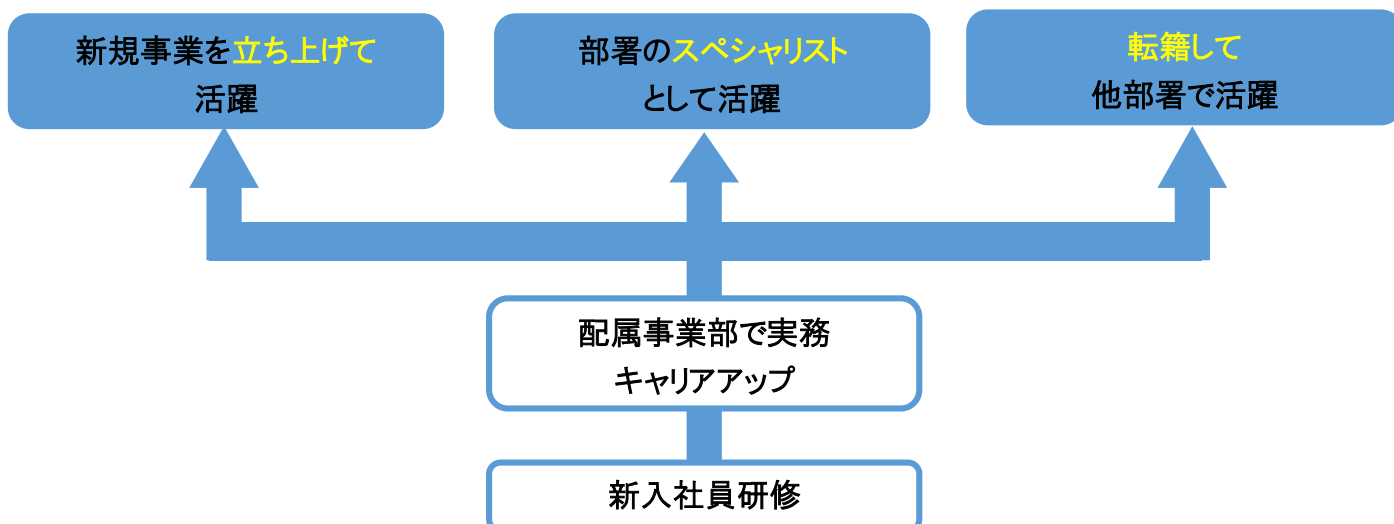 新規事業を立ち上げて
活躍
部署のスペシャリスト
として活躍
転籍して
他部署で活躍
配属事業部で実務
キャリアアップ
新入社員研修